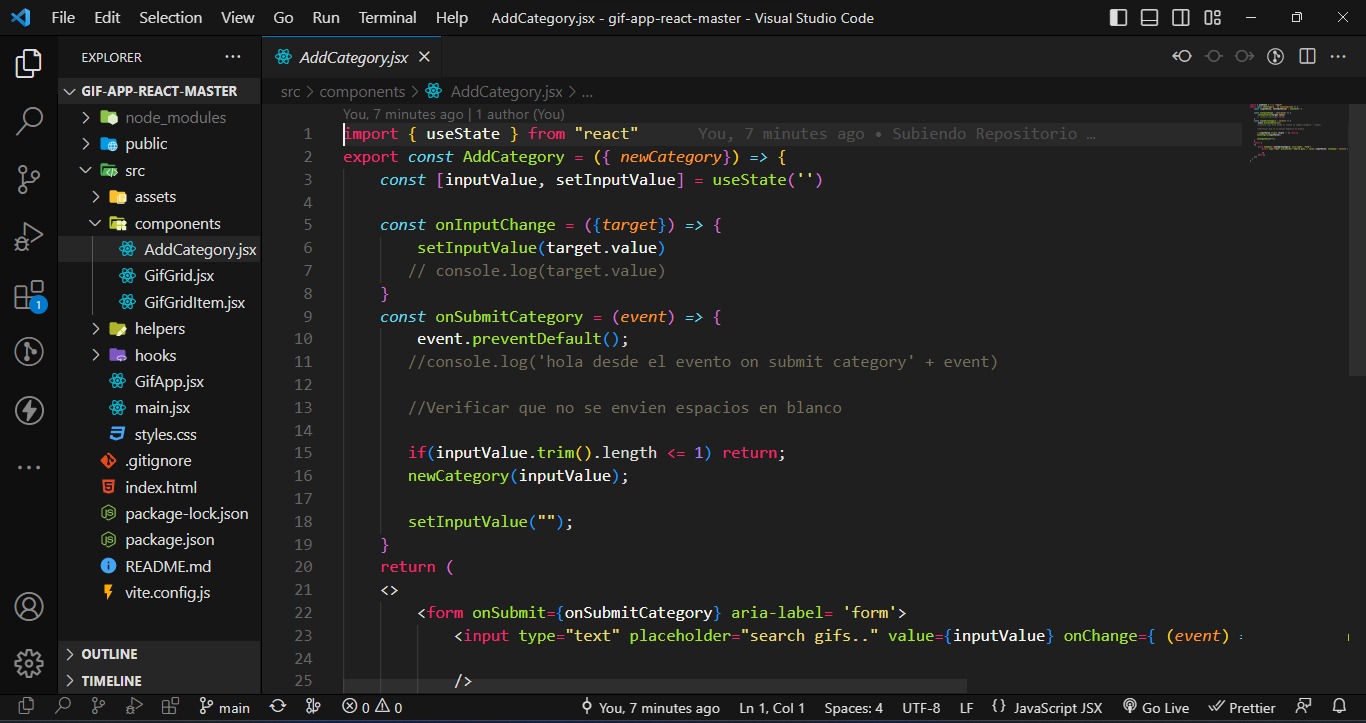 File Edit Selection View Go Run Terminal Help AddCategory.jsx - gif-app-react-master - Visual Studio Code
EXPLORER
AddCategory.jsx
GIF-APP-REACT-MASTER
src > components > AddCategory.jsx > ...
node_modules
public
src
assets
components
AddCategory.jsx
GifGrid.jsx
GifGridItem.jsx
helpers
hooks
GifApp.jsx
main.jsx
styles.css
.gitignore
index.html
package-lock.json
package.json
README.md
vite.config.js
OUTLINE
TIMELINE
1
You, 7 minutes ago | 1 author (You)
1 import { useState } from "react" You, 7 minutes ago • Subiendo Repositorio …
2 export const AddCategory = ({ newCategory}) => {
3 const [inputValue, setInputValue] = useState('')
4
5 const onInputChange = ({target}) => {
6 setInputValue(target.value)
7 // console.log(target.value)
8 }
9 const onSubmitCategory = (event) => {
10 event.preventDefault();
11 //console.log('hola desde el evento on submit category' + event)
12
13 //Verificar que no se envien espacios en blanco
14
15 if(inputValue.trim().length <= 1) return;
16 newCategory(inputValue);
17
18 setInputValue("");
19 }
20 return (
21 <>
22 <form onSubmit={onSubmitCategory} aria-label= 'form'>
23 <input type="text" placeholder="search gifs.." value={inputValue} onChange={ (event)
24
25 />
main 0 0 You, 7 minutes ago Ln 1, Col 1 Spaces: 4 UTF-8 LF {} JavaScript JSX Go Live Prettier